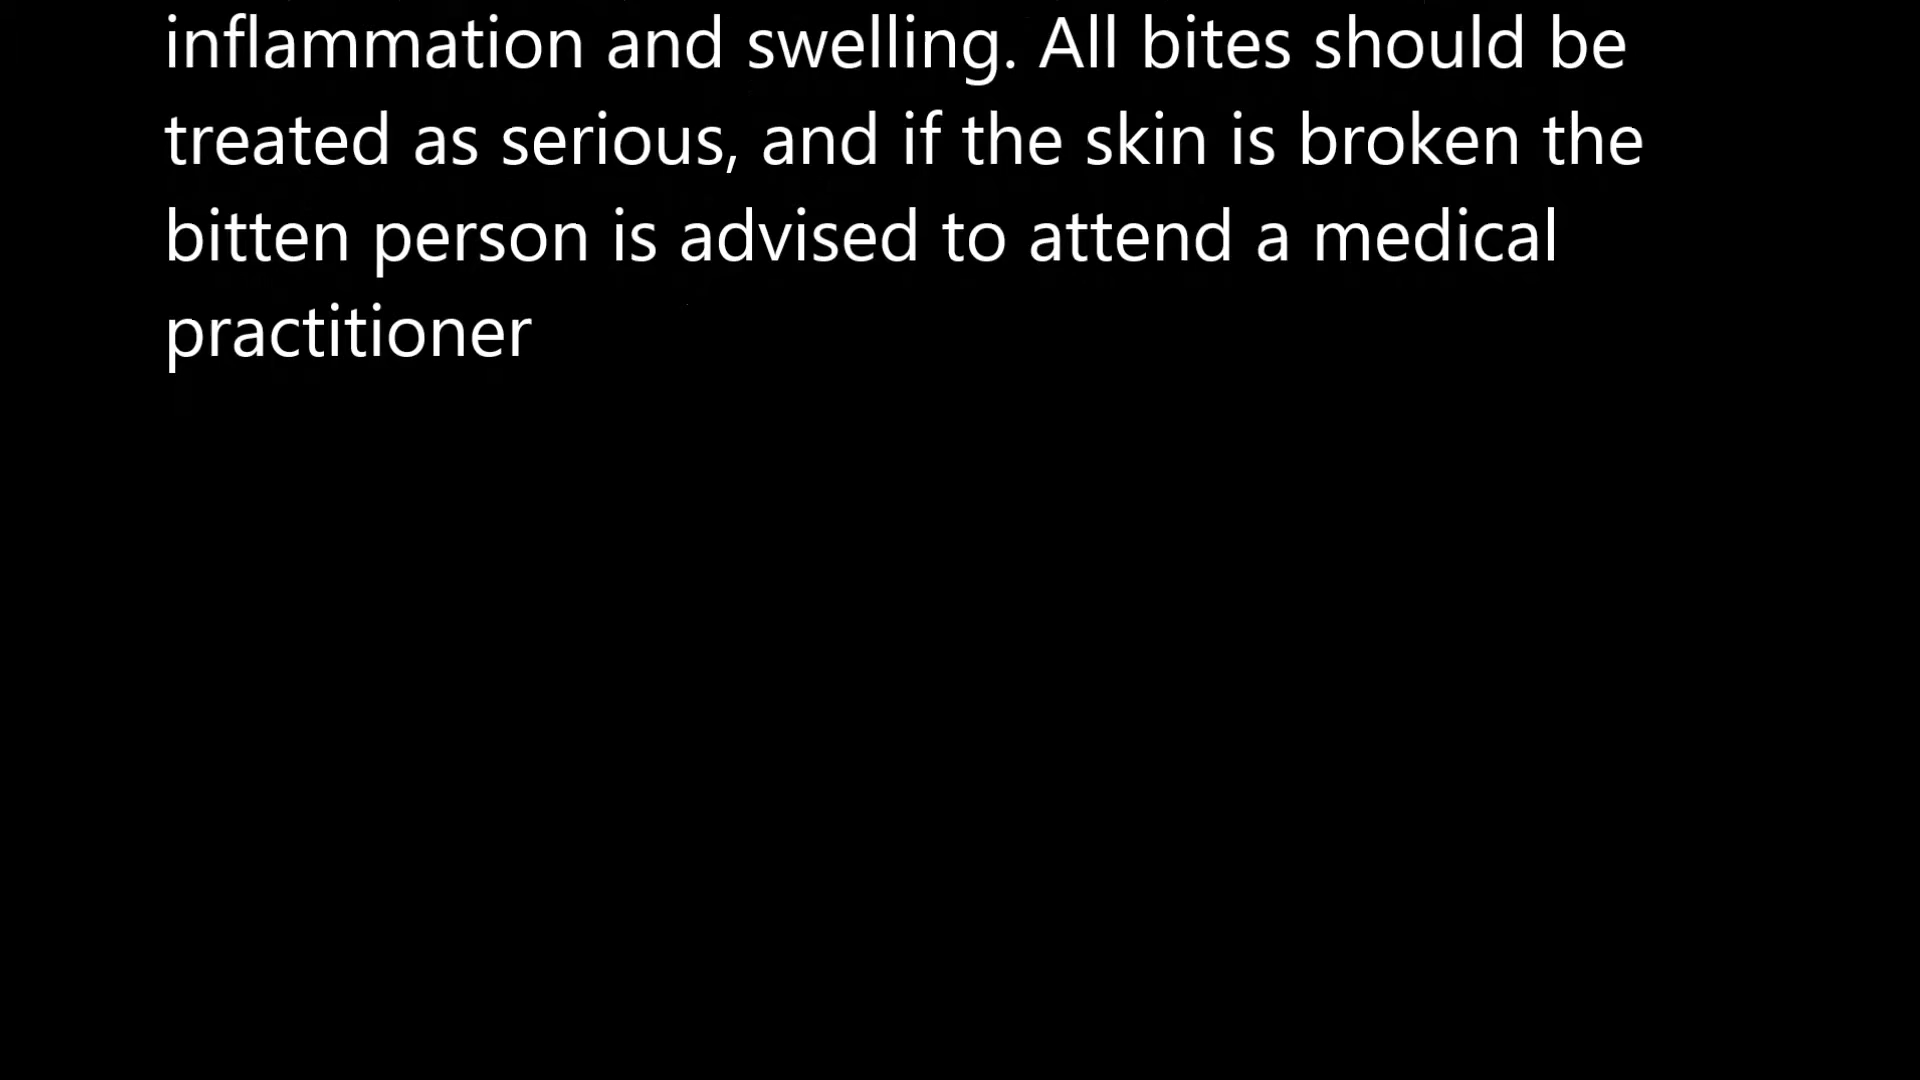 inflammation and swelling. All bites should be
treated as serious, and if the skin is broken the
bitten person is advised to attend a medical
practitioner